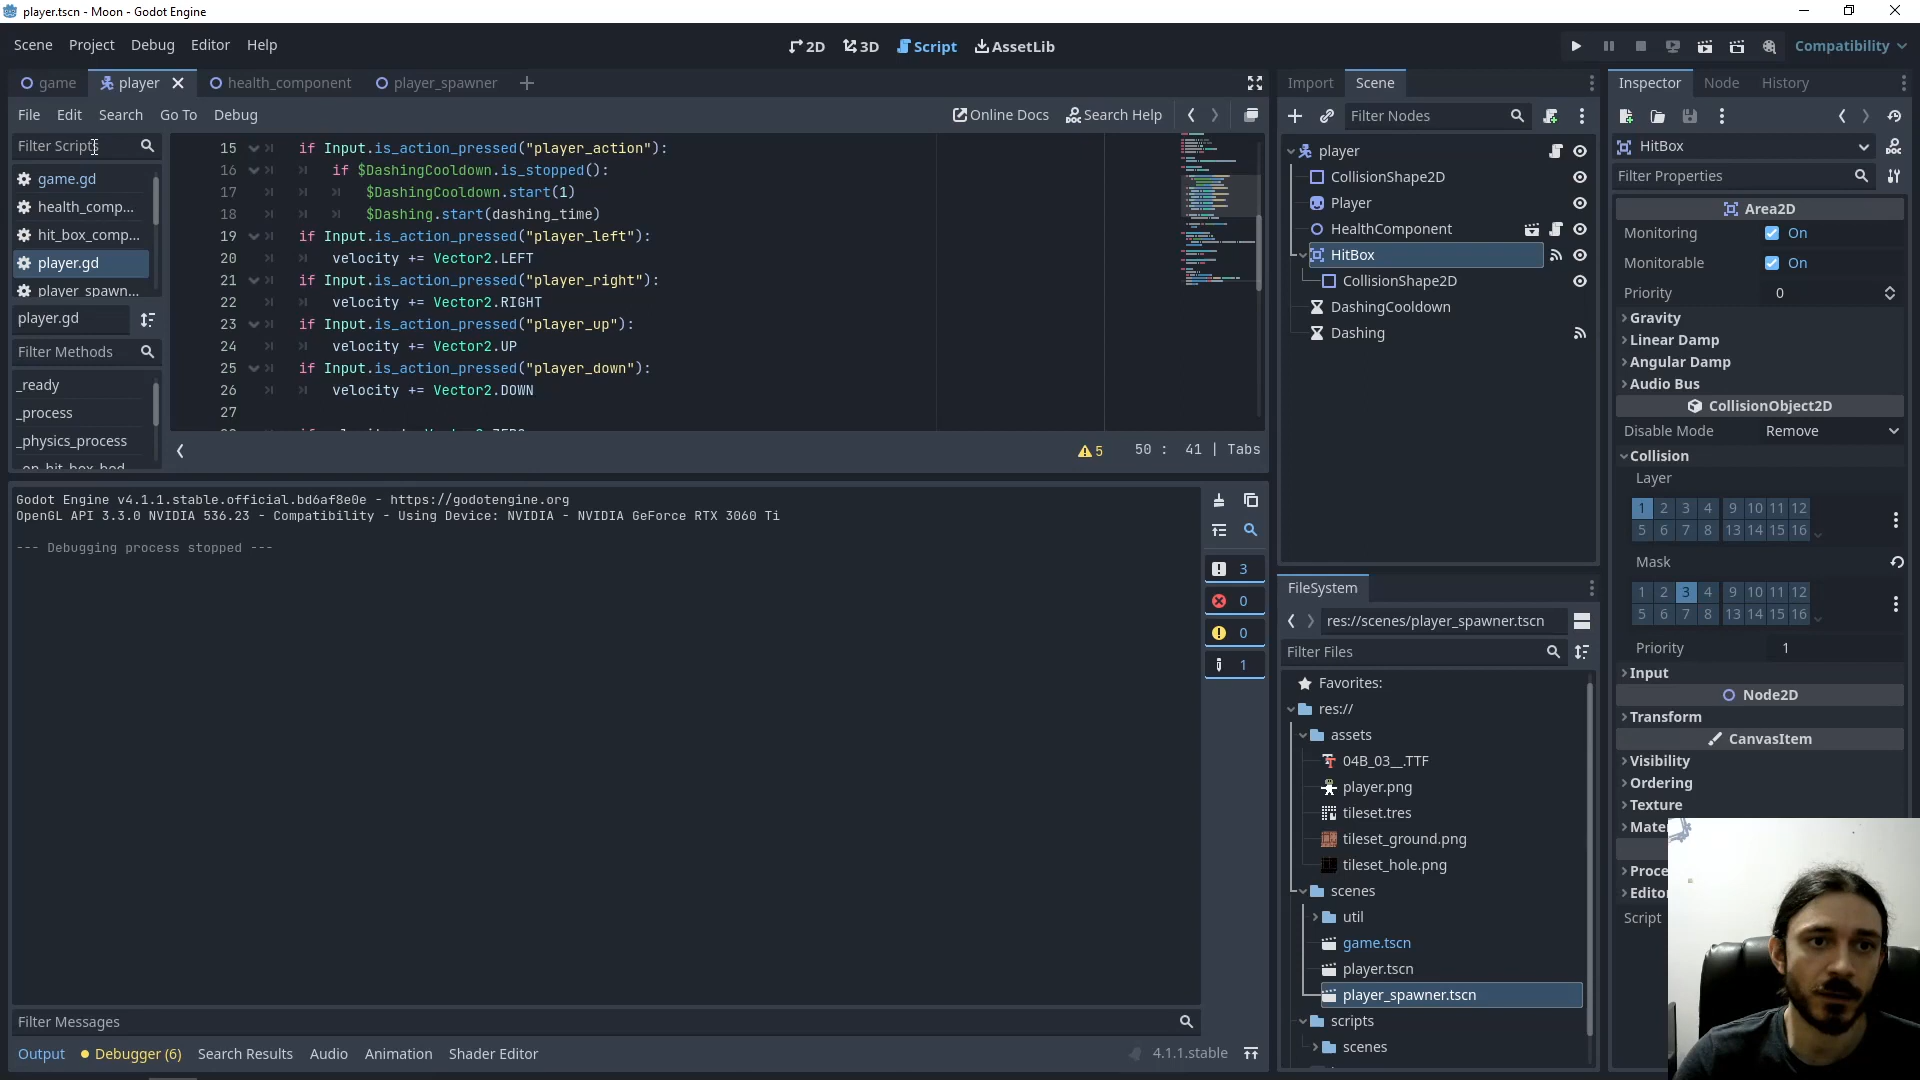 player.tscn - Moon - Godot Engine
Scene Project Debug Editor Help
2D 3D Script AssetLib
Compatibility
game player health_component player_spawner
File Edit Search Go To Debug
Online Docs Search Help
Filter Scripts
game.gd
health_comp...
hit_box_comp...
player.gd
player_spawn...
player.gd
Filter Methods
_ready
_process
_physics_process
15 if Input.is_action_pressed("player_action"):
16 if $DashingCooldown.is_stopped():
17 $DashingCooldown.start(1)
18 $Dashing.start(dashing_time)
19 if Input.is_action_pressed("player_left"):
20 velocity += Vector2.LEFT
21 if Input.is_action_pressed("player_right"):
22 velocity += Vector2.RIGHT
23 if Input.is_action_pressed("player_up"):
24 velocity += Vector2.UP
25 if Input.is_action_pressed("player_down"):
26 velocity += Vector2.DOWN
27
5 50 : 41 | Tabs
Godot Engine v4.1.1.stable.official.bd6af8e0e - https://godotengine.org
OpenGL API 3.3.0 NVIDIA 536.23 - Compatibility - Using Device: NVIDIA - NVIDIA GeForce RTX 3060 Ti
--- Debugging process stopped ---
3
0
0
1
Filter Messages
Output Debugger (6) Search Results Audio Animation Shader Editor
4.1.1.stable
Import Scene
Filter Nodes
player
CollisionShape2D
Player
HealthComponent
HitBox
CollisionShape2D
DashingCooldown
Dashing
FileSystem
res://scenes/player_spawner.tscn
Filter Files
Favorites:
res://
assets
04B_03__.TTF
player.png
tileset.tres
tileset_ground.png
tileset_hole.png
scenes
util
game.tscn
player.tscn
player_spawner.tscn
scripts
scenes
Inspector Node History
HitBox
Filter Properties
Area2D
Monitoring On
Monitorable On
Priority 0
Gravity
Linear Damp
Angular Damp
Audio Bus
CollisionObject2D
Disable Mode Remove
Collision
Layer
1 2 3 4 9 10 11 12
5 6 7 8 13 14 15 16
Mask
1 2 3 4 9 10 11 12
5 6 7 8 13 14 15 16
Priority 1
Input
Node2D
Transform
CanvasItem
Visibility
Ordering
Texture
Mate
Proce
Edito
Script